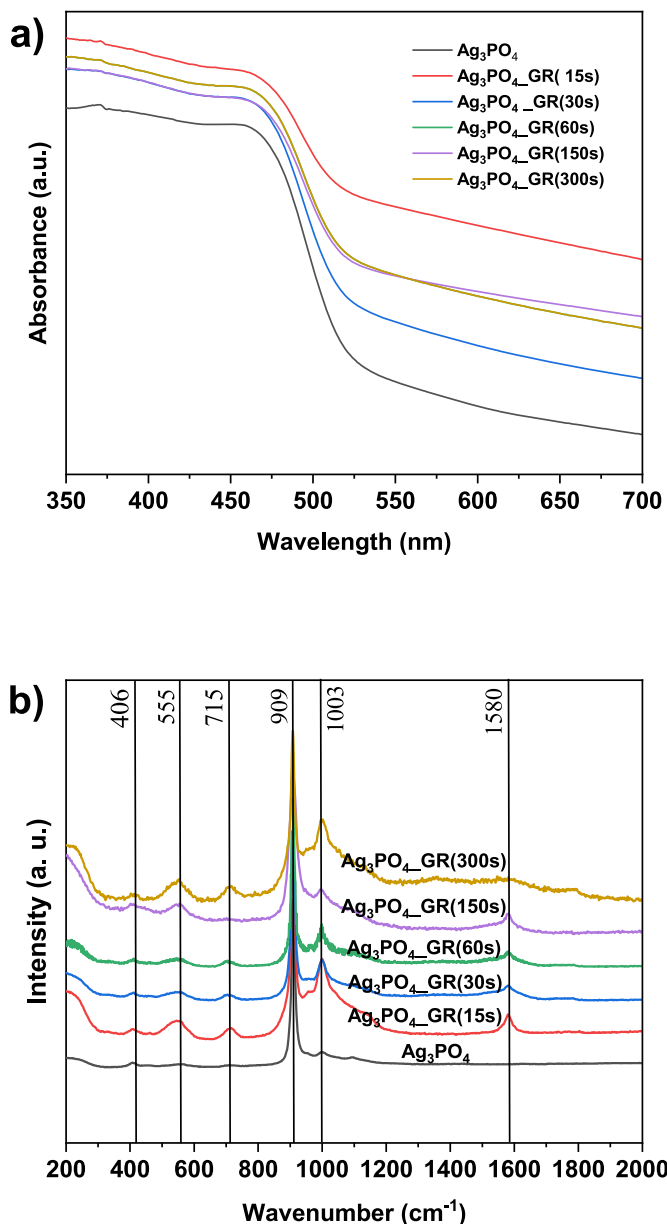 a)
Ag₃PO₄
Ag₃PO₄_GR( 15s)
Ag₃PO₄ _GR(30s)
Ag₃PO₄_GR(60s)
Ag₃PO₄_GR(150s)
Ag₃PO₄_GR(300s)
Absorbance (a.u.)
350 400 450 500 550 600 650 700
Wavelength (nm)
b)
406 555 715 909 1003 1580
Ag₃PO₄_GR(300s)
Ag₃PO₄_GR(150s)
Ag₃PO₄_GR(60s)
Ag₃PO₄_GR(30s)
Ag₃PO₄_GR(15s)
Ag₃PO₄
Intensity (a. u.)
200 400 600 800 1000 1200 1400 1600 1800 2000
Wavenumber (cm⁻¹)